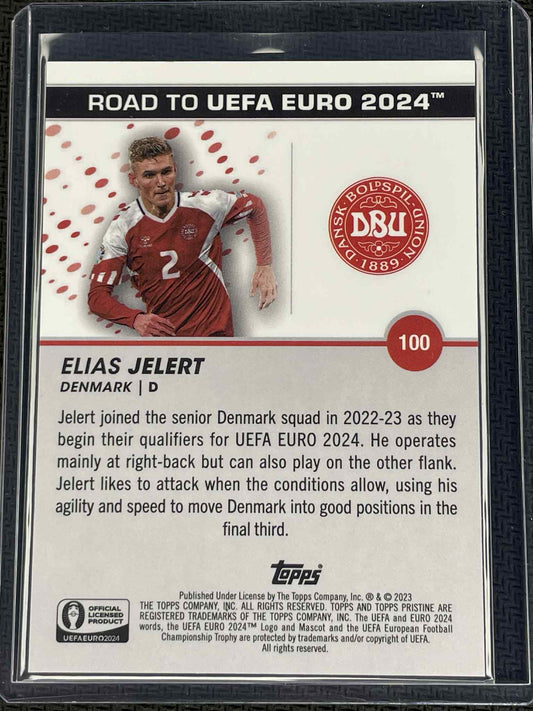 ROAD TO UEFA EURO 2024™
2
DBU
DANSK BOLDSPIL-UNION
1889
100
ELIAS JELERT
DENMARK | D
Jelert joined the senior Denmark squad in 2022-23 as they
begin their qualifiers for UEFA EURO 2024. He operates
mainly at right-back but can also play on the other flank.
Jelert likes to attack when the conditions allow, using his
agility and speed to move Denmark into good positions in the
final third.
Topps
Published Under License by The Topps Company, Inc. ® & © 2023
THE TOPPS COMPANY, INC. ALL RIGHTS RESERVED. TOPPS AND TOPPS PRISTINE ARE
REGISTERED TRADEMARKS OF THE TOPPS COMPANY, INC. The UEFA and EURO 2024
words, the UEFA EURO 2024™ Logo and Mascot and the UEFA European Football
Championship Trophy are protected by trademarks and/or copyright of UEFA.
All rights reserved.
OFFICIAL
LICENSED
PRODUCT
UEFA EURO2024